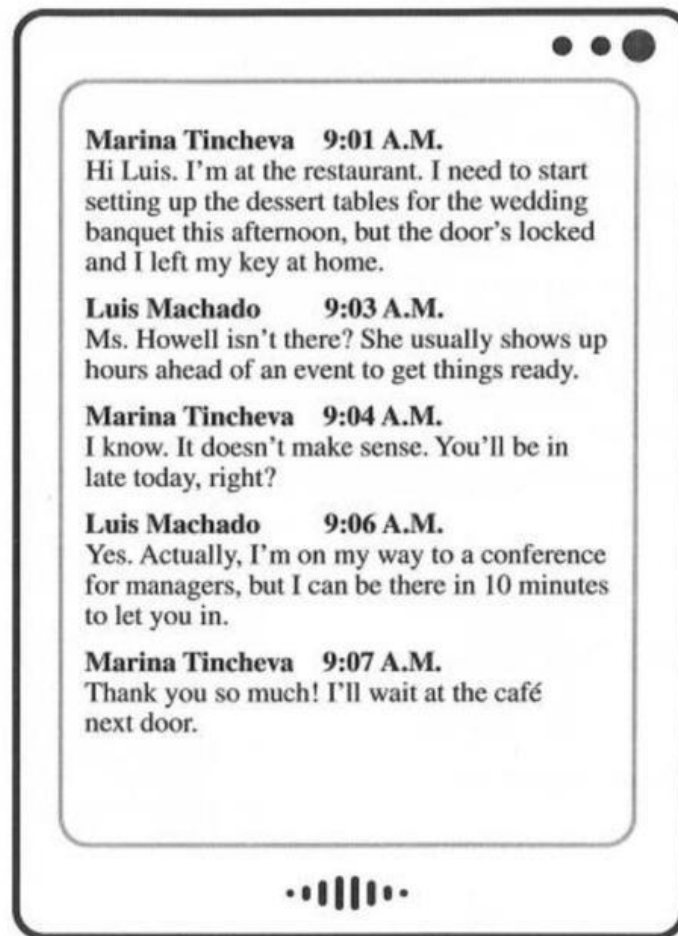 Marina Tincheva 9:01 A.M.
Hi Luis. I'm at the restaurant. I need to start
setting up the dessert tables for the wedding
banquet this afternoon, but the door's locked
and I left my key at home.
Luis Machado 9:03 A.M.
Ms. Howell isn't there? She usually shows up
hours ahead of an event to get things ready.
Marina Tincheva 9:04 A.M.
I know. It doesn't make sense. You'll be in
late today, right?
Luis Machado 9:06 A.M.
Yes. Actually, I'm on my way to a conference
for managers, but I can be there in 10 minutes
to let you in.
Marina Tincheva 9:07 A.M.
Thank you so much! I'll wait at the café
next door.